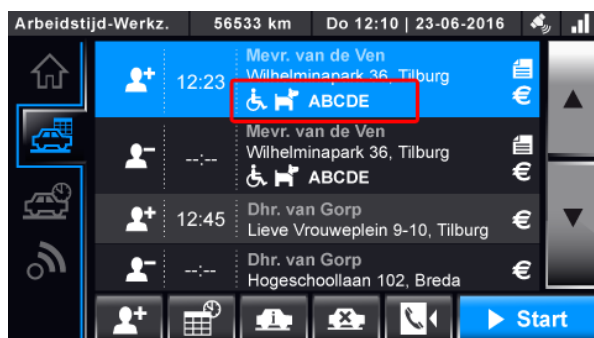 Arbeidstijd-Werkz. 56533 km Do 12:10 | 23-06-2016
Mevr. van de Ven
12:23 Wilhelminapark 36, Tilburg
ABCDE €
Mevr. van de Ven
--:-- Wilhelminapark 36, Tilburg
ABCDE €
12:45 Dhr. van Gorp €
Lieve Vrouweplein 9-10, Tilburg
--:-- Dhr. van Gorp €
Hogeschoollaan 102, Breda
Start